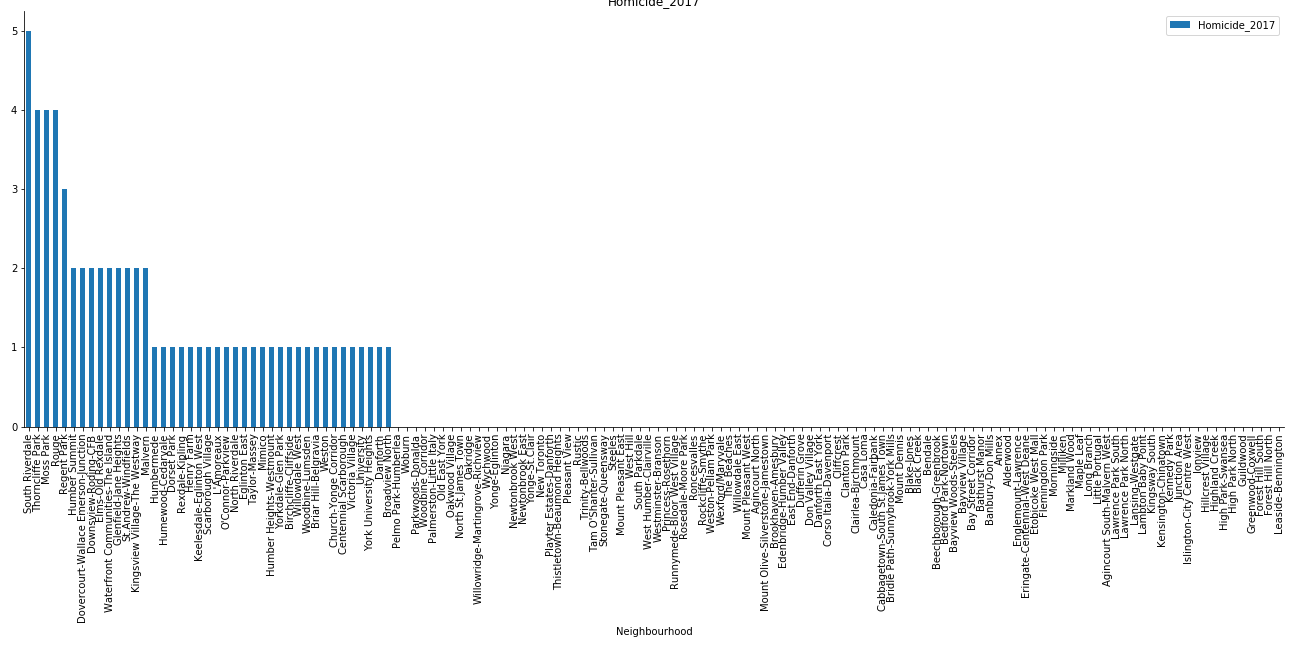 Homicide_2017
Homicide_2017
5
4
3
2
1
0
South Riverdale
Thorncliffe Park
Moss Park
Rouge
Regent Park
Humber Summit
Dovercourt-Wallace Emerson-Junction
Downsview-Roding-CFB
Elms-Old Rexdale
Waterfront Communities-The Island
Glenfield-Jane Heights
St.Andrew-Windfields
Kingsview Village-The Westway
Malvern
Humbermede
Humewood-Cedarvale
Dorset Park
Rexdale-Kipling
Henry Farm
Keelesdale-Eglinton West
Scarborough Village
L'Amoreaux
O'Connor-Parkview
North Riverdale
Eglinton East
Taylor-Massey
Mimico
Humber Heights-Westmount
Yorkdale-Glen Park
Birchcliffe-Cliffside
Willowdale West
Woodbine-Lumsden
Briar Hill-Belgravia
Weston
Church-Yonge Corridor
Centennial Scarborough
Victoria Village
University
York University Heights
Danforth
Broadview North
Pelmo Park-Humberlea
Woburn
Parkwoods-Donalda
Woodbine Corridor
Palmerston-Little Italy
Old East York
Oakwood Village
North St.James Town
Oakridge
Willowridge-Martingrove-Richview
Wychwood
Yonge-Eglinton
Niagara
Newtonbrook West
Newtonbrook East
Yonge-St.Clair
New Toronto
Playter Estates-Danforth
Thistletown-Beaumond Heights
Pleasant View
Rustic
Trinity-Bellwoods
Tam O'Shanter-Sullivan
Stonegate-Queensway
Steeles
Mount Pleasant East
West Hill
South Parkdale
West Humber-Clairville
Westminster-Branson
Princess-Rosethorn
Runnymede-Bloor West Village
Rosedale-Moore Park
Roncesvalles
Rockcliffe-Smythe
Weston-Pellam Park
Wexford/Maryvale
The Beaches
Willowdale East
Mount Pleasant West
Agincourt North
Mount Olive-Silverstone-Jamestown
Brookhaven-Amesbury
Edenbridge-Humber Valley
East End-Danforth
Dufferin Grove
Don Valley Village
Danforth East York
Corso Italia-Davenport
Cliffcrest
Clanton Park
Clairlea-Birchmount
Casa Loma
Caledonia-Fairbank
Cabbagetown-South St.James Town
Bridle Path-Sunnybrook-York Mills
Mount Dennis
Blake-Jones
Black Creek
Bendale
Beechborough-Greenbrook
Bedford Park-Nortown
Bayview Woods-Steeles
Bayview Village
Bay Street Corridor
Bathurst Manor
Banbury-Don Mills
Annex
Alderwood
Englemount-Lawrence
Eringate-Centennial-West Deane
Etobicoke West Mall
Flemingdon Park
Morningside
Milliken
Markland Wood
Maple Leaf
Long Branch
Little Portugal
Agincourt South-Malvern West
Lawrence Park South
Lawrence Park North
Lansing-Westgate
Lambton Baby Point
Kingsway South
Kensington-Chinatown
Kennedy Park
Junction Area
Islington-City Centre West
Ionview
Hillcrest Village
Highland Creek
High Park-Swansea
High Park North
Guildwood
Greenwood-Coxwell
Forest Hill South
Forest Hill North
Leaside-Bennington
Neighbourhood